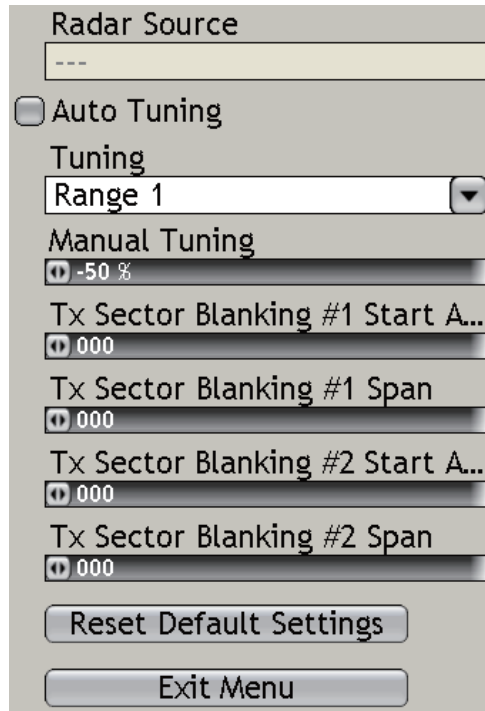 Radar Source
---
Auto Tuning
Tuning
Range 1
Manual Tuning
-50 %
Tx Sector Blanking #1 Start A...
000
Tx Sector Blanking #1 Span
000
Tx Sector Blanking #2 Start A...
000
Tx Sector Blanking #2 Span
000
Reset Default Settings
Exit Menu